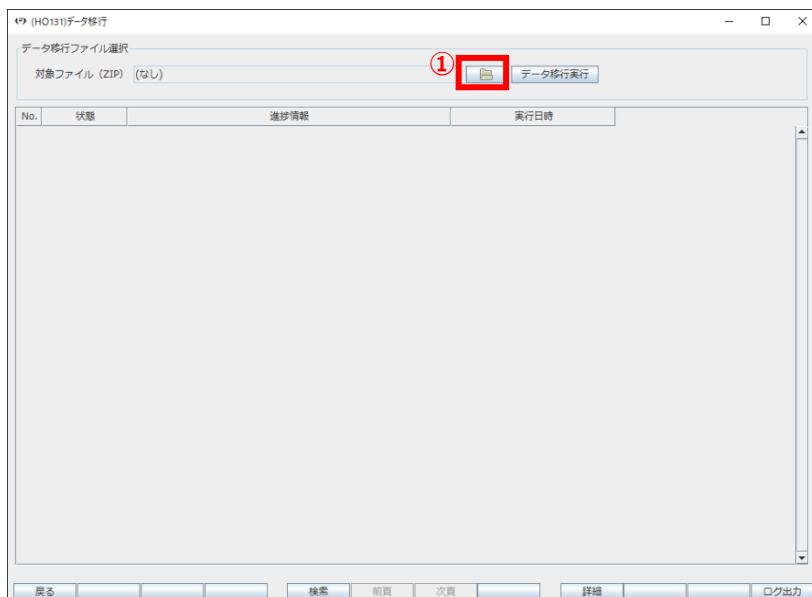 (HO131)データ移行
データ移行ファイル選択
対象ファイル（ZIP） (なし) ① データ移行実行
No. 状態 進捗情報 実行日時
戻る 検索 前頁 次頁 詳細 ログ出力